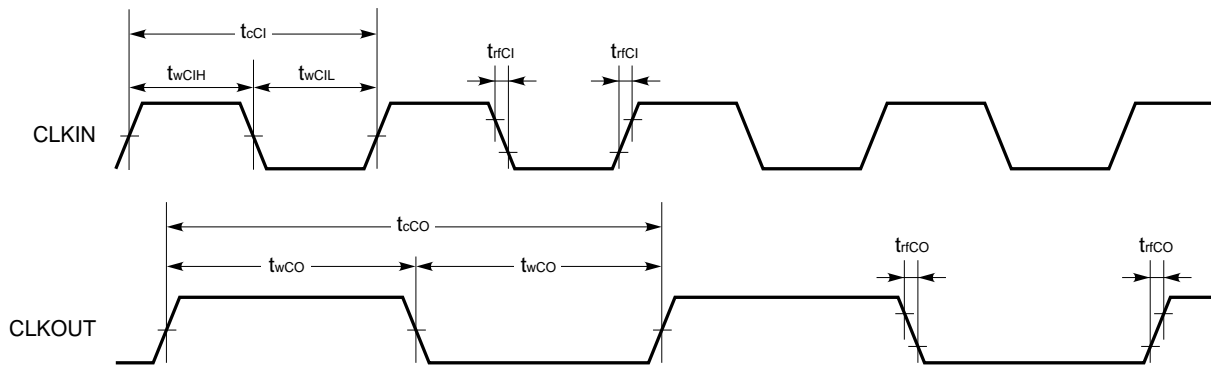 tcCI
trfCI trfCI
twCIH twCIL
CLKIN
tcCO
trfCO trfCO
twCO twCO
CLKOUT